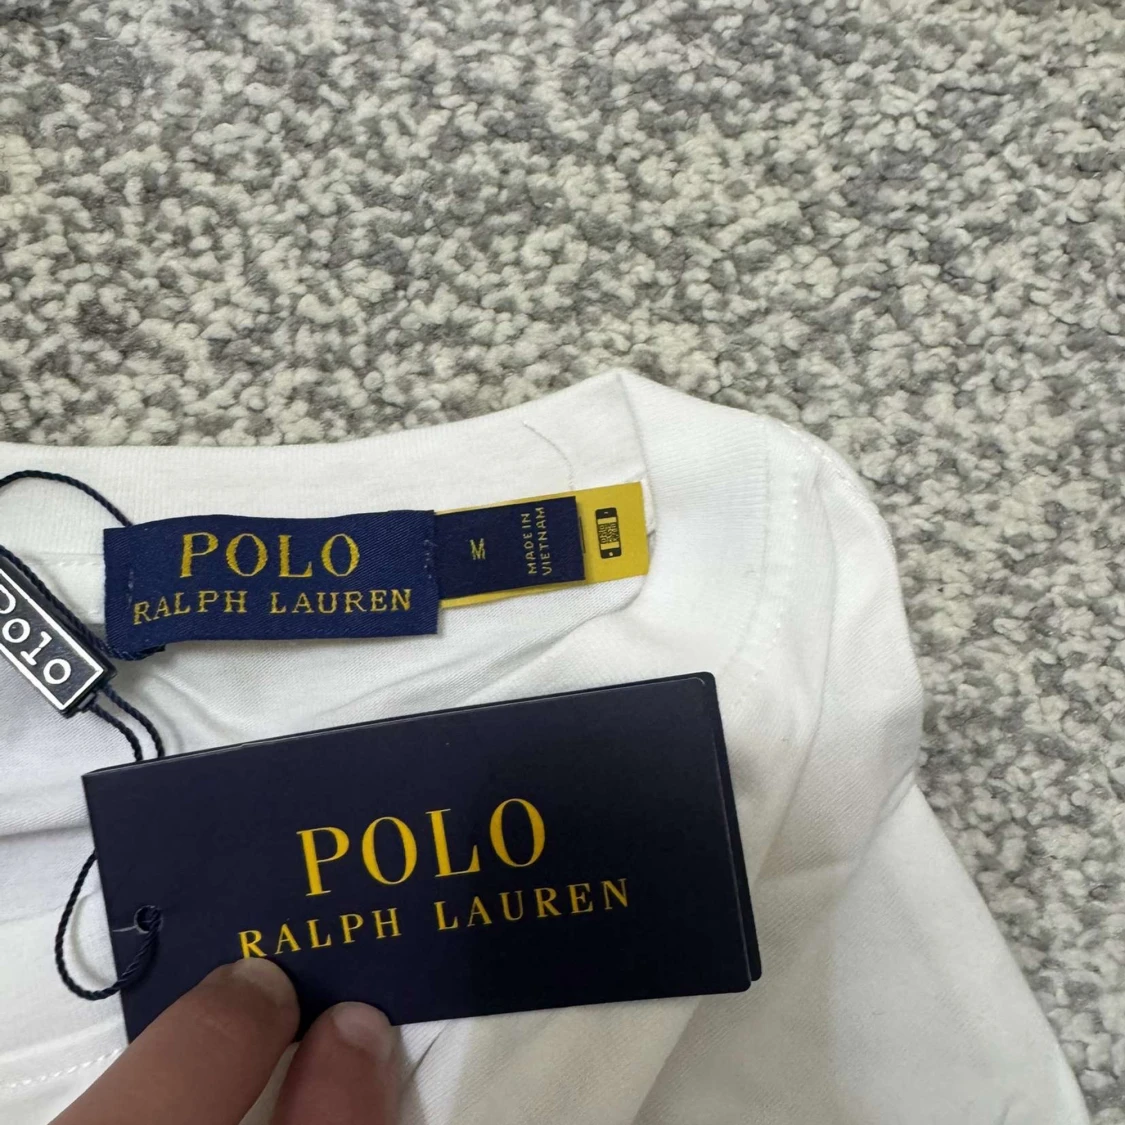 POLO
RALPH LAUREN
M
MADE IN
VIETNAM
polo
POLO
RALPH LAUREN